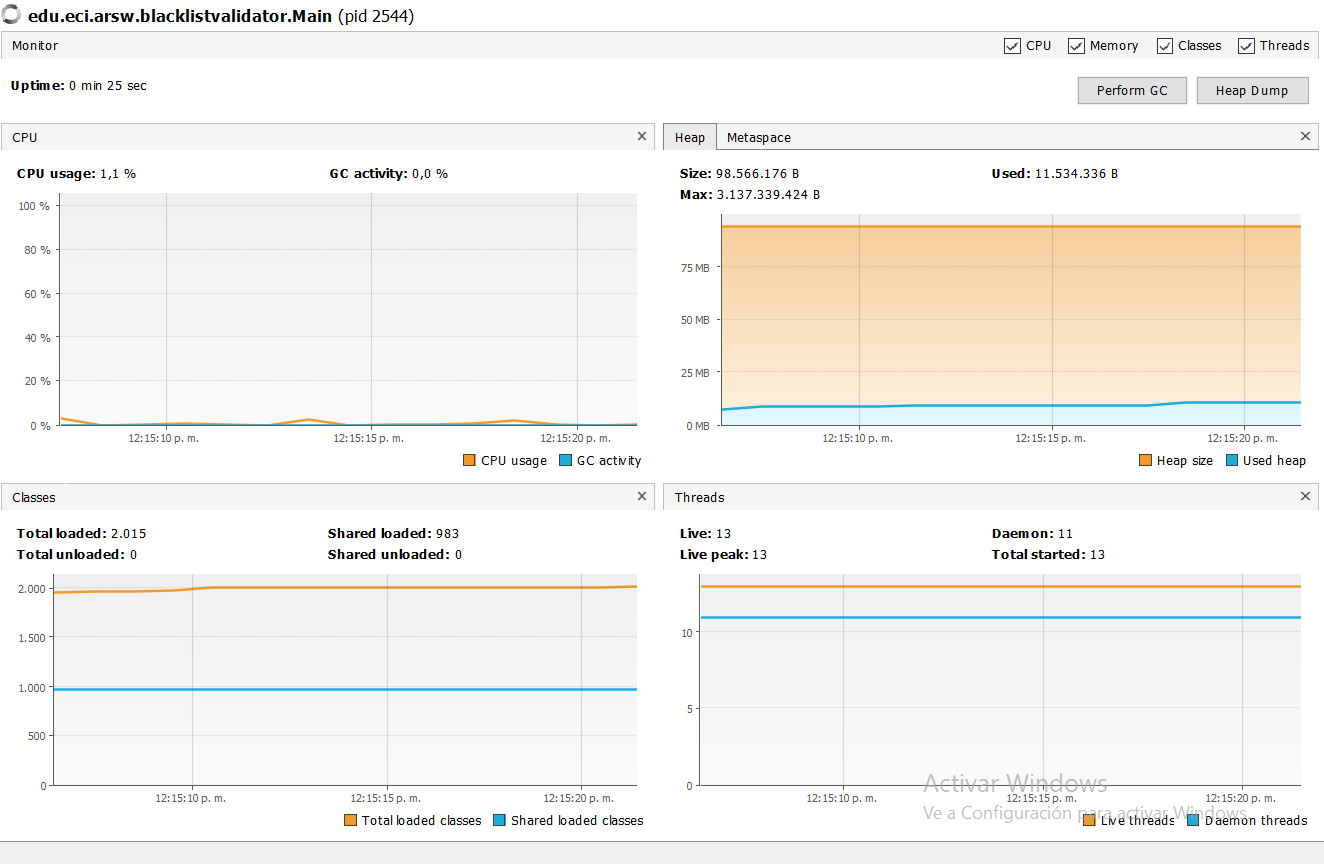 edu.eci.arsw.blacklistvalidator.Main (pid 2544)
Monitor
CPU Memory Classes Threads
Uptime: 0 min 25 sec
Perform GC Heap Dump
CPU
CPU usage: 1,1 % GC activity: 0,0 %
100 %
80 %
60 %
40 %
20 %
0 %
12:15:10 p. m. 12:15:15 p. m. 12:15:20 p. m.
CPU usage GC activity
Heap Metaspace
Size: 98.566.176 B Used: 11.534.336 B
Max: 3.137.339.424 B
75 MB
50 MB
25 MB
0 MB
12:15:10 p. m. 12:15:15 p. m. 12:15:20 p. m.
Heap size Used heap
Classes
Total loaded: 2.015 Shared loaded: 983
Total unloaded: 0 Shared unloaded: 0
2.000
1.500
1.000
500
0
12:15:10 p. m. 12:15:15 p. m. 12:15:20 p. m.
Total loaded classes Shared loaded classes
Threads
Live: 13 Daemon: 11
Live peak: 13 Total started: 13
10
5
0
12:15:10 p. m. 12:15:15 p. m. 12:15:20 p. m.
Live threads Daemon threads
Activar Windows
Ve a Configuración para activar Windows.